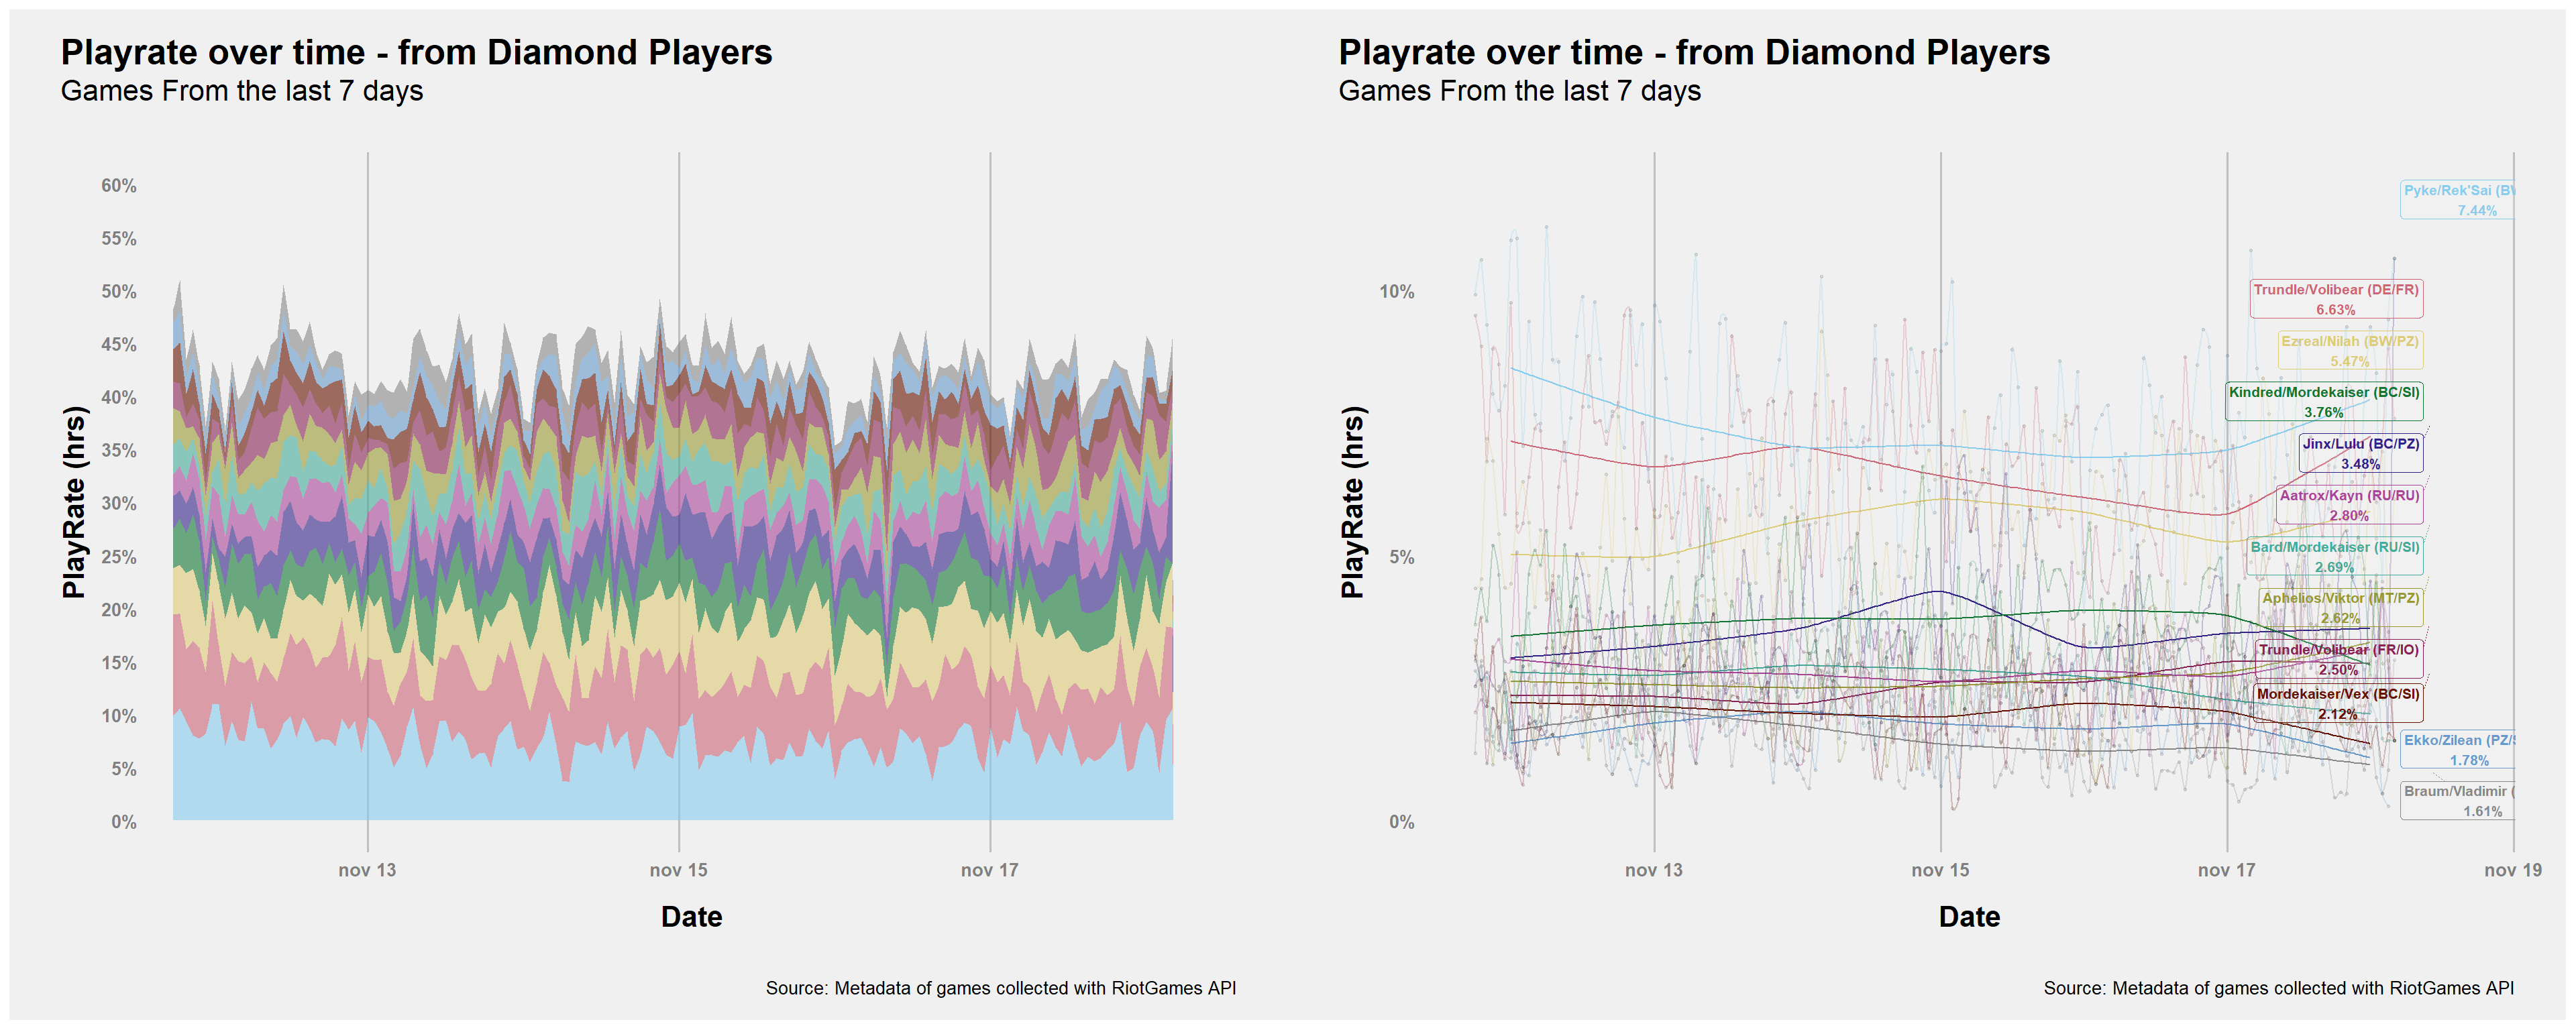 Playrate over time - from Diamond Players
Games From the last 7 days
60%
55%
50%
45%
40%
35%
30%
25%
20%
15%
10%
5%
0%
PlayRate (hrs)
nov 13
nov 15
nov 17
Date
Source: Metadata of games collected with RiotGames API
Playrate over time - from Diamond Players
Games From the last 7 days
10%
5%
0%
PlayRate (hrs)
Pyke/Rek'Sai (BW
7.44%
Trundle/Volibear (DE/FR)
6.63%
Ezreal/Nilah (BW/PZ)
5.47%
Kindred/Mordekaiser (BC/SI)
3.76%
Jinx/Lulu (BC/PZ)
3.48%
Aatrox/Kayn (RU/RU)
2.80%
Bard/Mordekaiser (RU/SI)
2.69%
Aphelios/Viktor (MT/PZ)
2.62%
Trundle/Volibear (FR/IO)
2.50%
Mordekaiser/Vex (BC/SI)
2.12%
Ekko/Zilean (PZ/S
1.78%
Braum/Vladimir (
1.61%
nov 13
nov 15
nov 17
nov 19
Date
Source: Metadata of games collected with RiotGames API